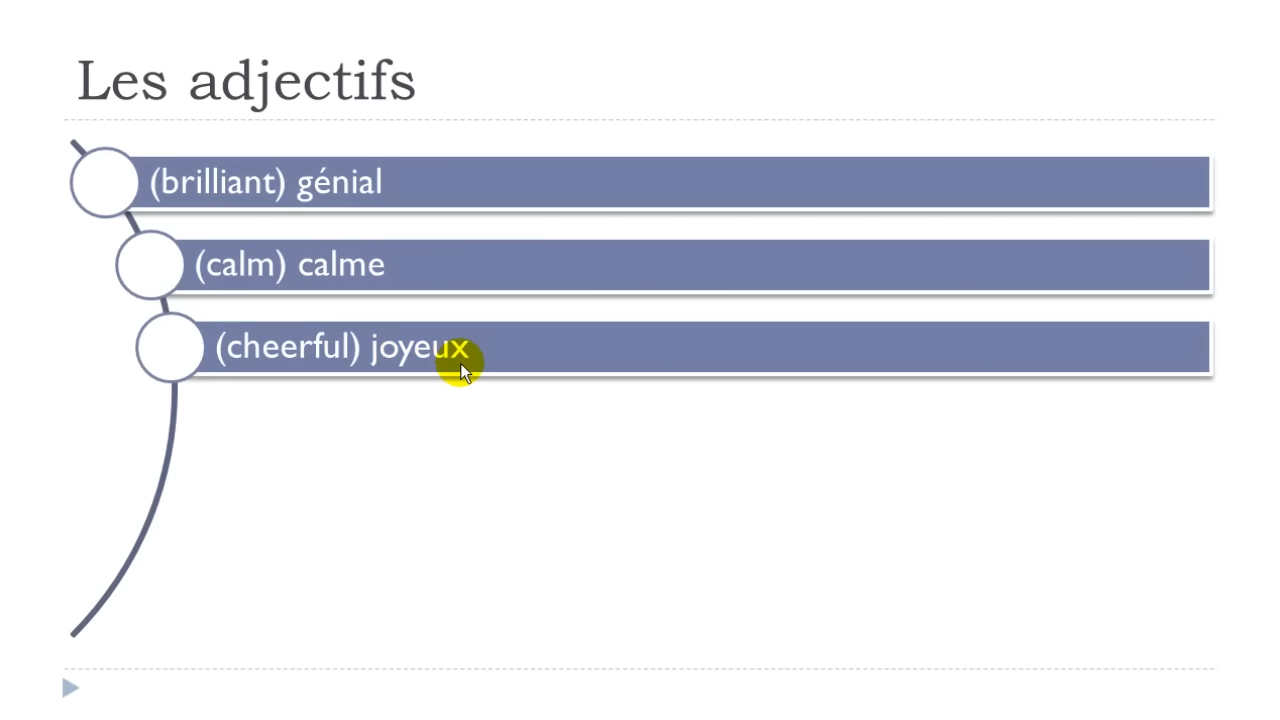 Les adjectifs
(brilliant) génial
(calm) calme
(cheerful) joyeux